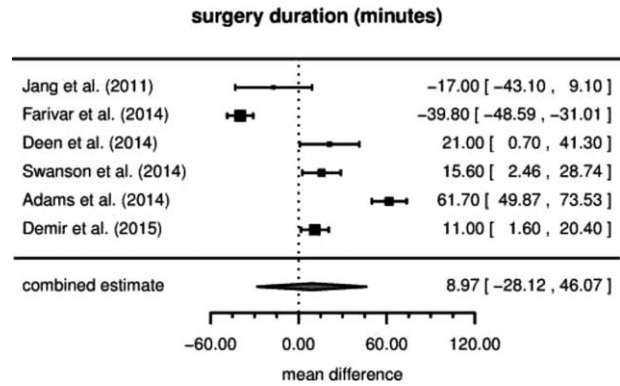 surgery duration (minutes)
Jang et al. (2011) −17.00 [ −43.10 , 9.10 ]
Farivar et al. (2014) −39.80 [ −48.59 , −31.01 ]
Deen et al. (2014) 21.00 [ 0.70 , 41.30 ]
Swanson et al. (2014) 15.60 [ 2.46 , 28.74 ]
Adams et al. (2014) 61.70 [ 49.87 , 73.53 ]
Demir et al. (2015) 11.00 [ 1.60 , 20.40 ]
combined estimate 8.97 [ −28.12 , 46.07 ]
−60.00 0.00 60.00 120.00
mean difference